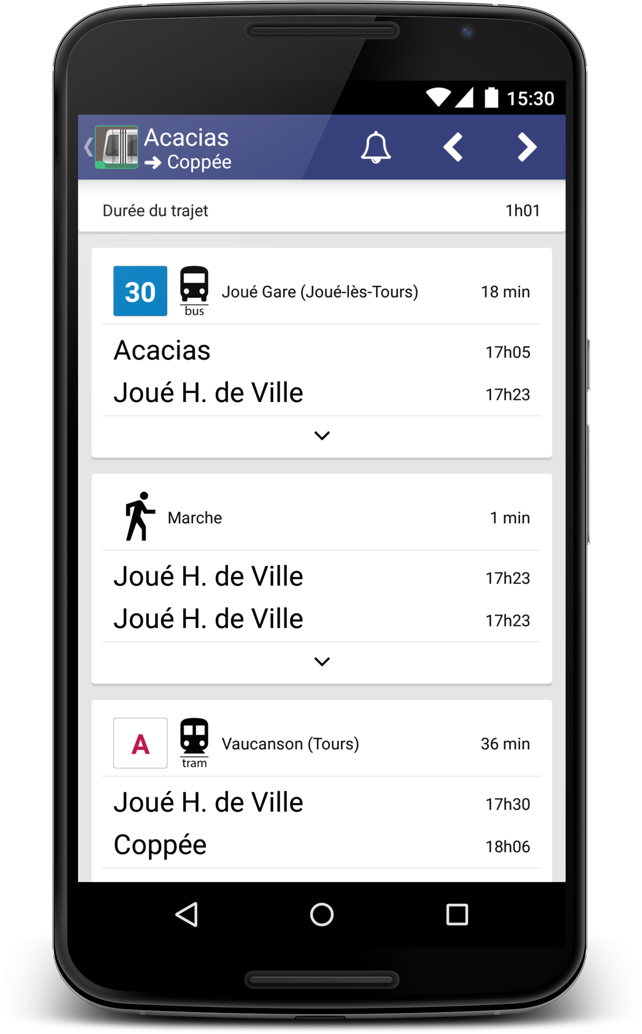 15:30
Acacias
➔ Coppée
Durée du trajet 1h01
30 bus Joué Gare (Joué-lès-Tours) 18 min
Acacias 17h05
Joué H. de Ville 17h23
Marche 1 min
Joué H. de Ville 17h23
Joué H. de Ville 17h23
A tram Vaucanson (Tours) 36 min
Joué H. de Ville 17h30
Coppée 18h06